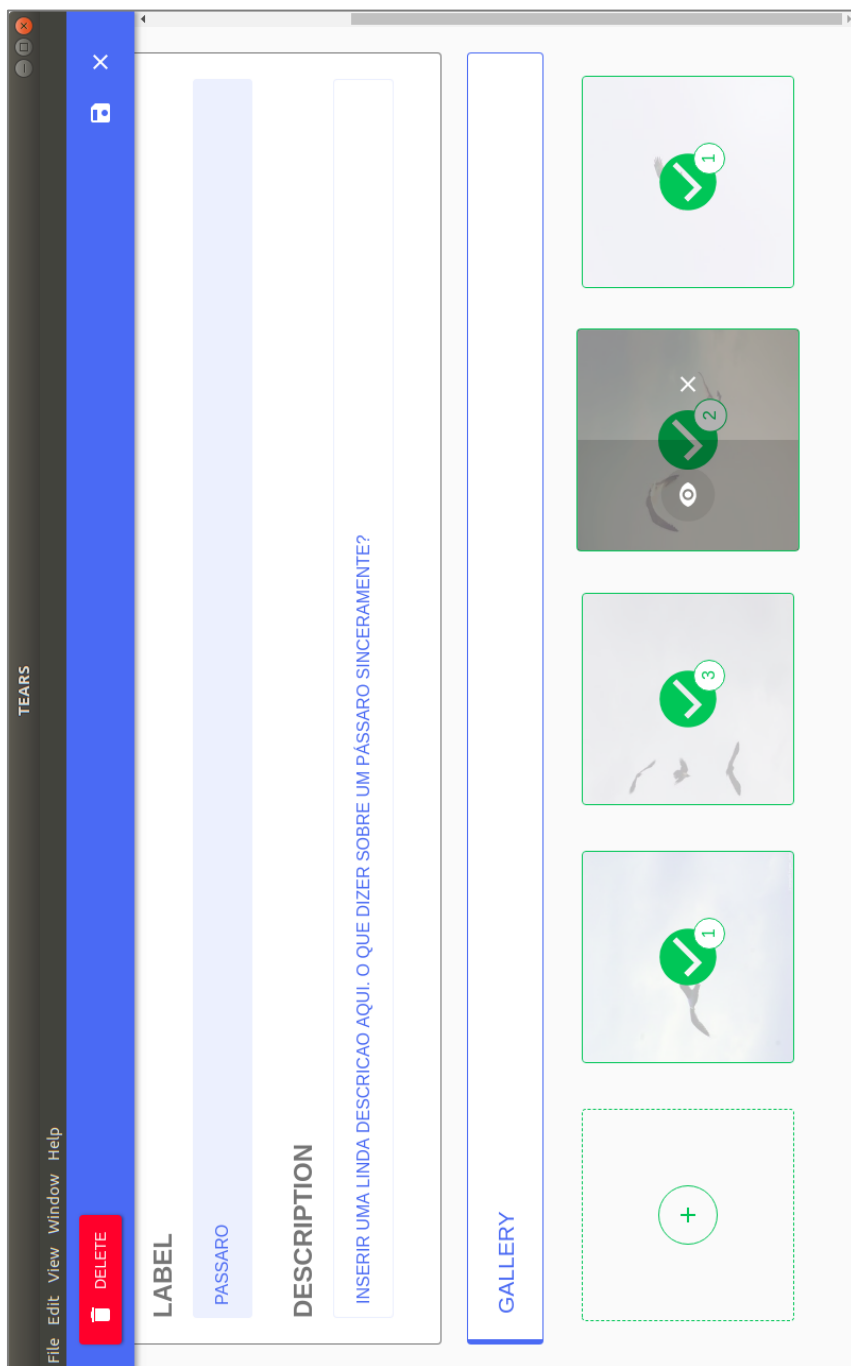 TEARS
File Edit View Window Help
DELETE
LABEL
PASSARO
DESCRIPTION
INSERIR UMA LINDA DESCRICAO AQUI. O QUE DIZER SOBRE UM PÁSSARO SINCERAMENTE?
GALLERY
1
3
2
1